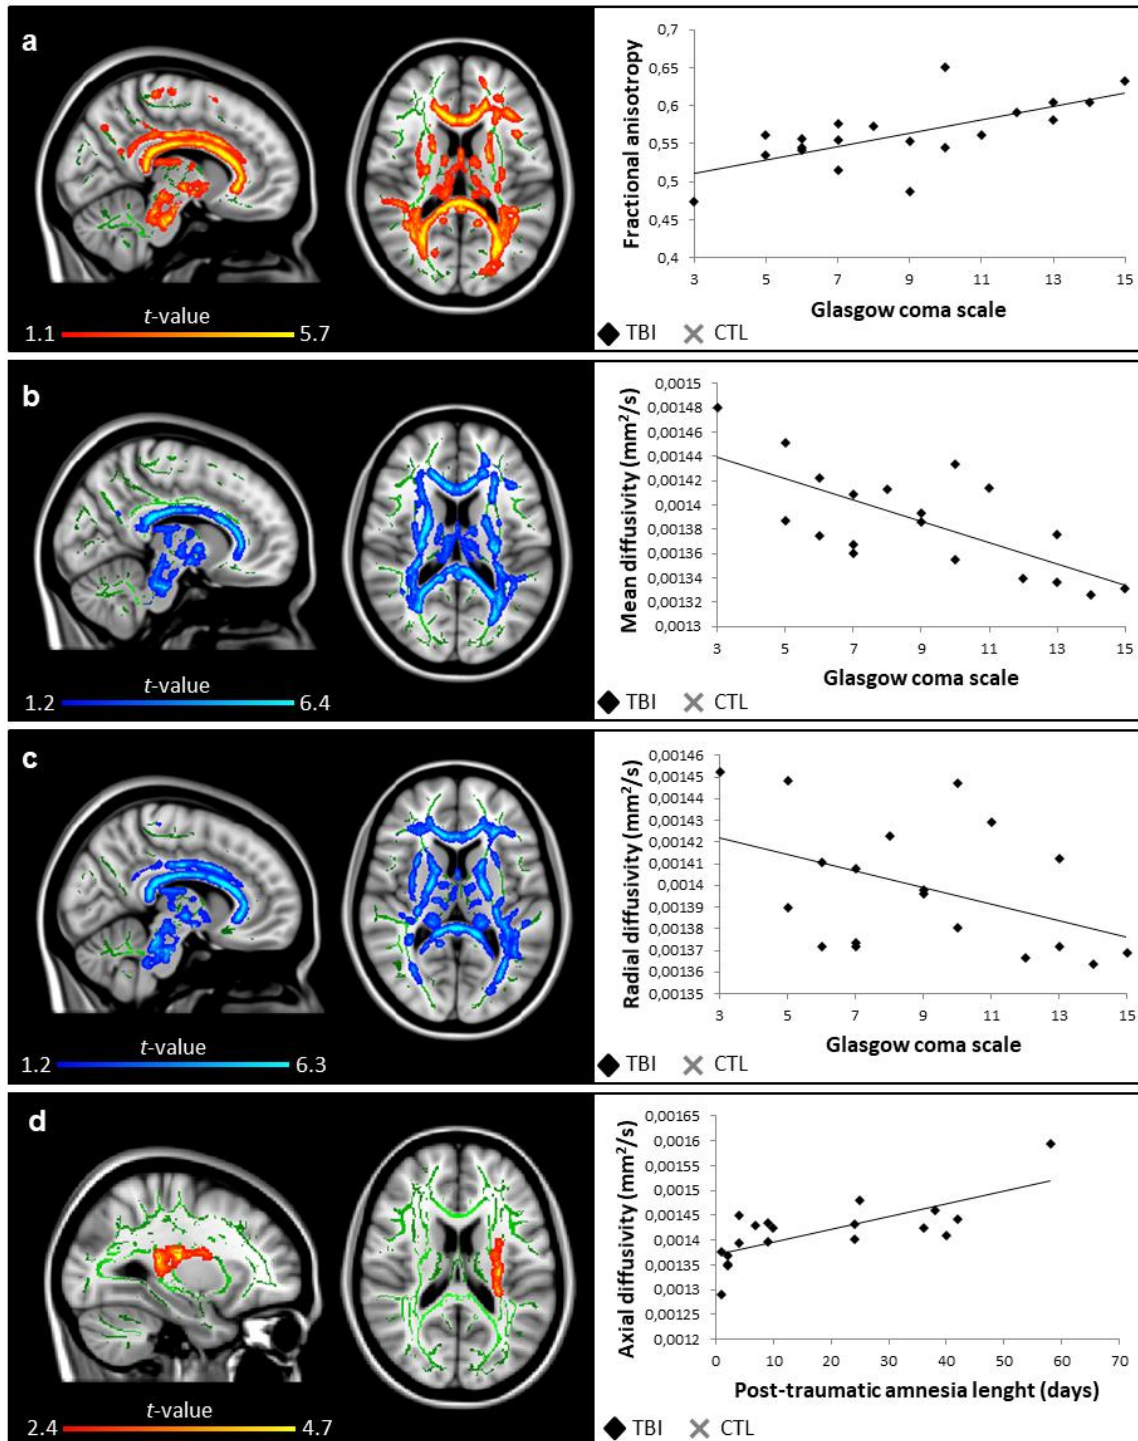 a
t-value
1.1 5.7
Fractional anisotropy
0,7
0,65
0,6
0,55
0,5
0,45
0,4
3 5 7 9 11 13 15
Glasgow coma scale
TBI CTL
b
t-value
1.2 6.4
Mean diffusivity (mm²/s)
0,0015
0,00148
0,00146
0,00144
0,00142
0,0014
0,00138
0,00136
0,00134
0,00132
0,0013
3 5 7 9 11 13 15
Glasgow coma scale
TBI CTL
c
t-value
1.2 6.3
Radial diffusivity (mm²/s)
0,00146
0,00145
0,00144
0,00143
0,00142
0,00141
0,0014
0,00139
0,00138
0,00137
0,00136
0,00135
3 5 7 9 11 13 15
Glasgow coma scale
TBI CTL
d
t-value
2.4 4.7
Axial diffusivity (mm²/s)
0,00165
0,0016
0,00155
0,0015
0,00145
0,0014
0,00135
0,0013
0,00125
0,0012
0 10 20 30 40 50 60 70
Post-traumatic amnesia lenght (days)
TBI CTL